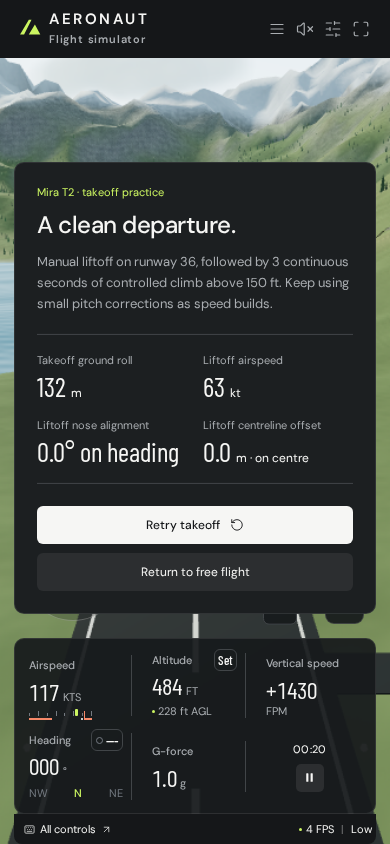 AERONAUT
Flight simulator
Mira T2 · takeoff practice
A clean departure.
Manual liftoff on runway 36, followed by 3 continuous
seconds of controlled climb above 150 ft. Keep using
small pitch corrections as speed builds.
Takeoff ground roll
132 m
Liftoff airspeed
63 kt
Liftoff nose alignment
0.0° on heading
Liftoff centreline offset
0.0 m · on centre
Retry takeoff
Return to free flight
Airspeed
117 KTS
Altitude
Set
484 FT
228 ft AGL
Vertical speed
+1430
FPM
Heading
000 °
NW N NE
G-force
1.0 g
00:20
All controls
4 FPS | Low